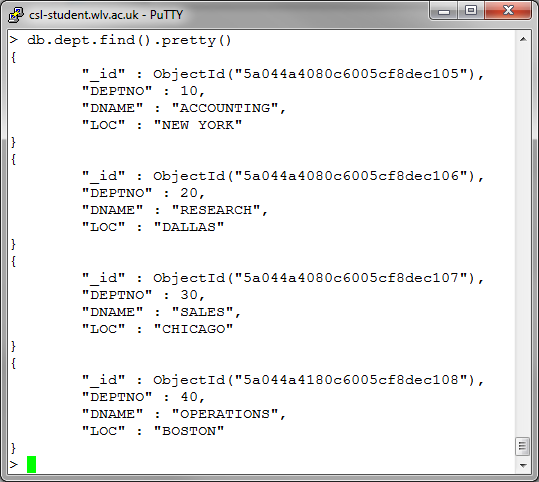 csl-student.wlv.ac.uk - PuTTY
> db.dept.find().pretty()
{
        "_id" : ObjectId("5a044a4080c6005cf8dec105"),
        "DEPTNO" : 10,
        "DNAME" : "ACCOUNTING",
        "LOC" : "NEW YORK"
}
{
        "_id" : ObjectId("5a044a4080c6005cf8dec106"),
        "DEPTNO" : 20,
        "DNAME" : "RESEARCH",
        "LOC" : "DALLAS"
}
{
        "_id" : ObjectId("5a044a4080c6005cf8dec107"),
        "DEPTNO" : 30,
        "DNAME" : "SALES",
        "LOC" : "CHICAGO"
}
{
        "_id" : ObjectId("5a044a4180c6005cf8dec108"),
        "DEPTNO" : 40,
        "DNAME" : "OPERATIONS",
        "LOC" : "BOSTON"
}
>